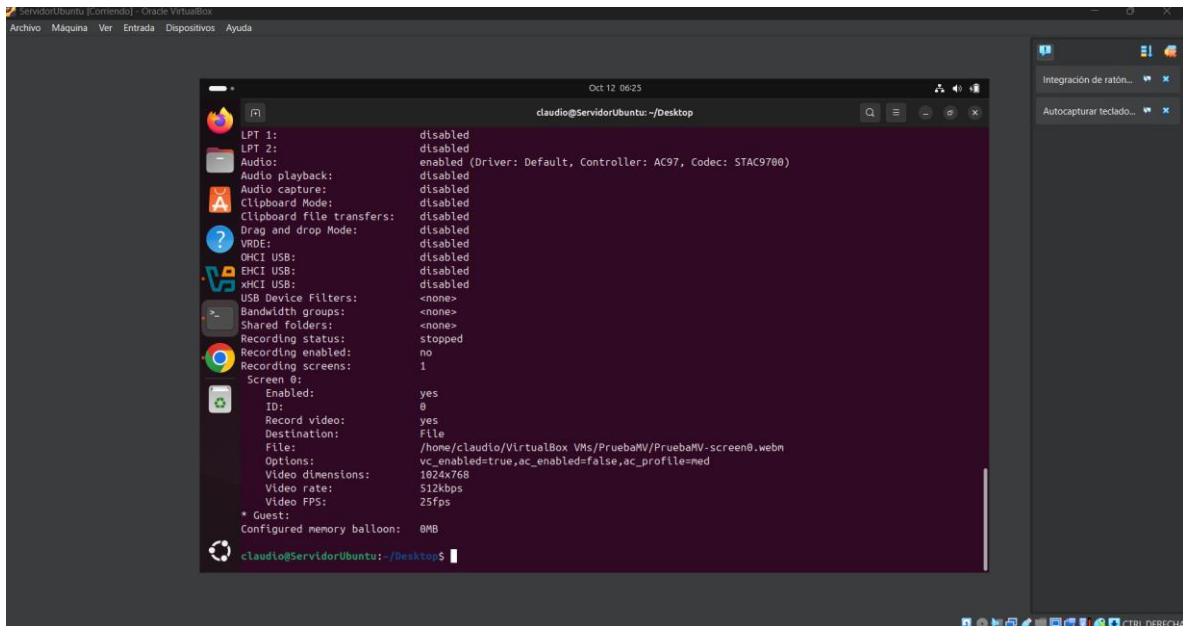 ServidorUbuntu [Corriendo] - Oracle VirtualBox
Archivo Máquina Ver Entrada Dispositivos Ayuda
Integración de ratón...
Autocapturar teclado...
Oct 12 06:25
claudio@ServidorUbuntu: ~/Desktop
LPT 1: disabled
LPT 2: disabled
Audio: enabled (Driver: Default, Controller: AC97, Codec: STAC9700)
Audio playback: disabled
Audio capture: disabled
Clipboard Mode: disabled
Clipboard file transfers: disabled
Drag and drop Mode: disabled
VRDE: disabled
OHCI USB: disabled
EHCI USB: disabled
xHCI USB: disabled
USB Device Filters: <none>
Bandwidth groups: <none>
Shared folders: <none>
Recording status: stopped
Recording enabled: no
Recording screens: 1
Screen 0:
Enabled: yes
ID: 0
Record video: yes
Destination: File
File: /home/claudio/VirtualBox VMs/PruebaMV/PruebaMV-screen0.webm
Options: vc_enabled=true,ac_enabled=false,ac_profile=med
Video dimensions: 1024x768
Video rate: 512kbps
Video FPS: 25fps
* Guest:
Configured memory balloon: 0MB
claudio@ServidorUbuntu:~/Desktop$
CTRL DERECHA